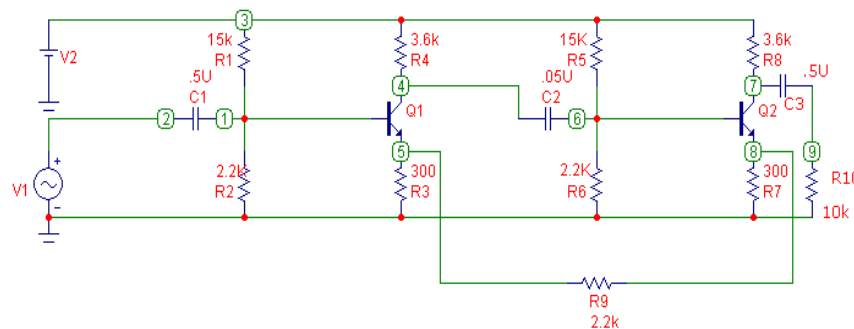 3
15k
R1
3.6k
R4
15K
R5
3.6k
R8
V2
.5U
C1
4
.05U
C2
7
.5U
C3
2
1
Q1
6
Q2
V1
+
-
2.2k
R2
5
300
R3
2.2K
R6
8
300
R7
9
R10
10k
R9
2.2k